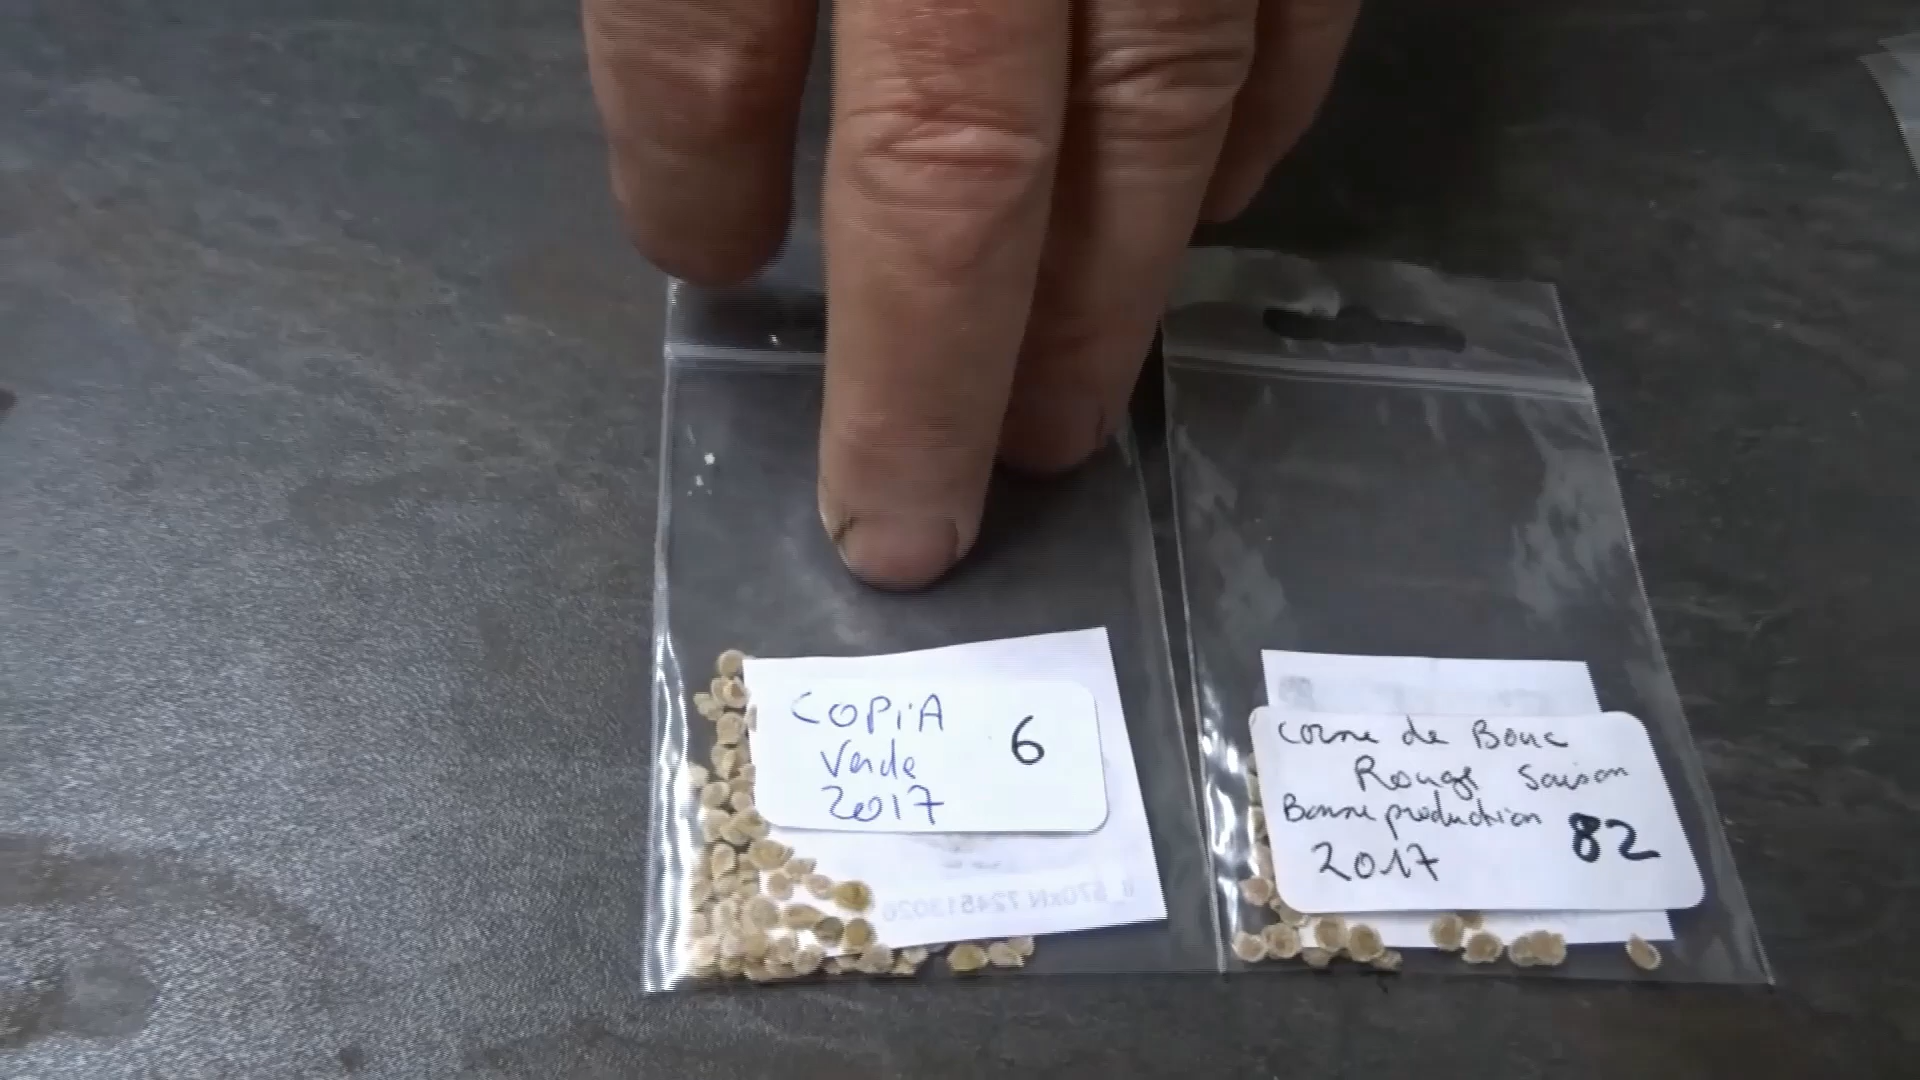 COPiA
Verde
2017
6
Corne de Bouc
Rouge Saison
Bonne production
2017
82